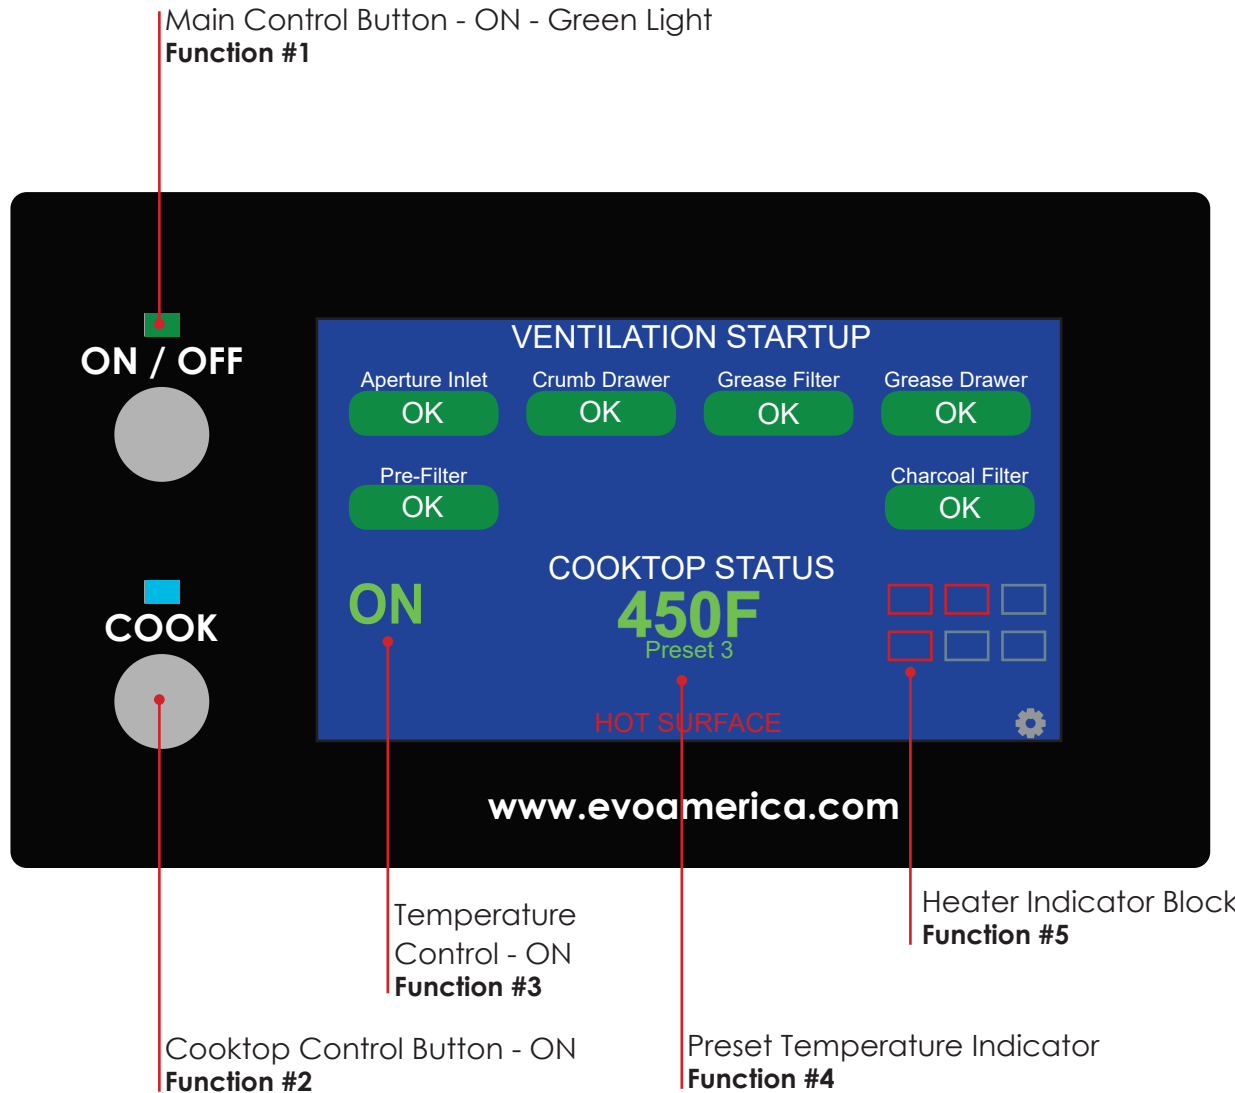 Main Control Button - ON - Green Light
Function #1
ON / OFF
VENTILATION STARTUP
Aperture Inlet Crumb Drawer Grease Filter Grease Drawer
OK OK OK OK
Pre-Filter Charcoal Filter
OK OK
COOK
COOKTOP STATUS
ON 450F
Preset 3
HOT SURFACE
www.evoamerica.com
Temperature
Control - ON
Function #3
Heater Indicator Block
Function #5
Cooktop Control Button - ON
Function #2
Preset Temperature Indicator
Function #4